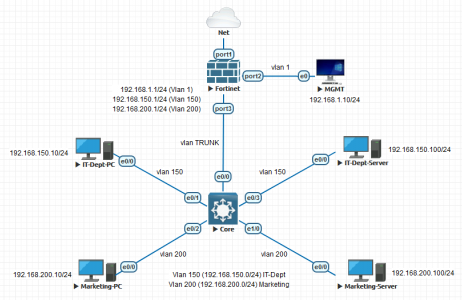 Net
port1
port2
vlan 1
e0
Fortinet
MGMT
192.168.1.1/24 (Vlan 1)
192.168.150.1/24 (Vlan 150)
192.168.200.1/24 (Vlan 200)
192.168.1.10/24
port3
vlan TRUNK
192.168.150.10/24
IT-Dept-PC
e0/0
192.168.150.100/24
e0/0
IT-Dept-Server
vlan 150
vlan 150
e0/0
e0/1
e0/3
Core
e0/2
e1/0
vlan 200
vlan 200
192.168.200.10/24
e0/0
Marketing-PC
Vlan 150 (192.168.150.0/24) IT-Dept
Vlan 200 (192.168.200.0/24) Marketing
e0/0
192.168.200.100/24
Marketing-Server